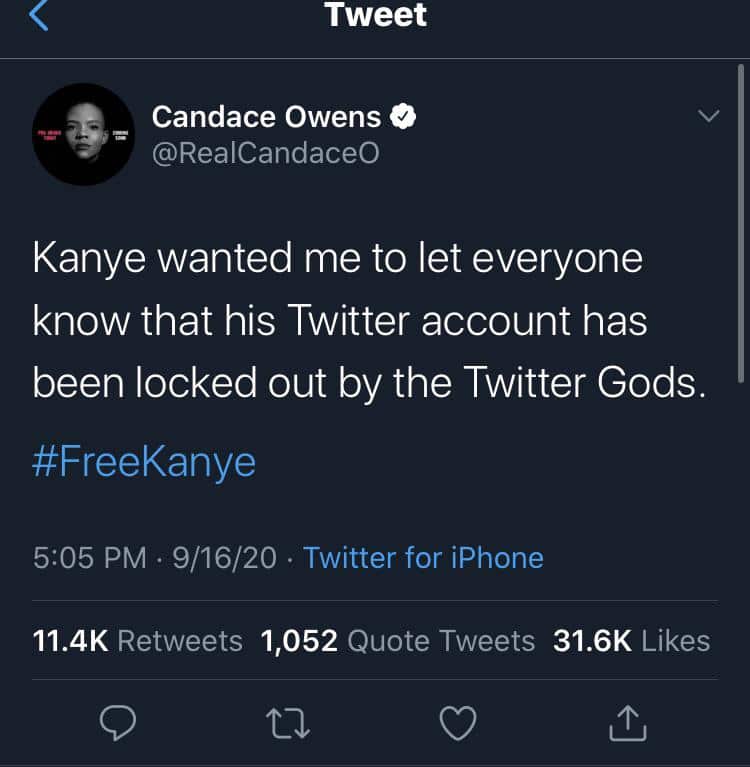 Tweet
Candace Owens
@RealCandaceO
Kanye wanted me to let everyone
know that his Twitter account has
been locked out by the Twitter Gods.
#FreeKanye
5:05 PM · 9/16/20 · Twitter for iPhone
11.4K Retweets 1,052 Quote Tweets 31.6K Likes